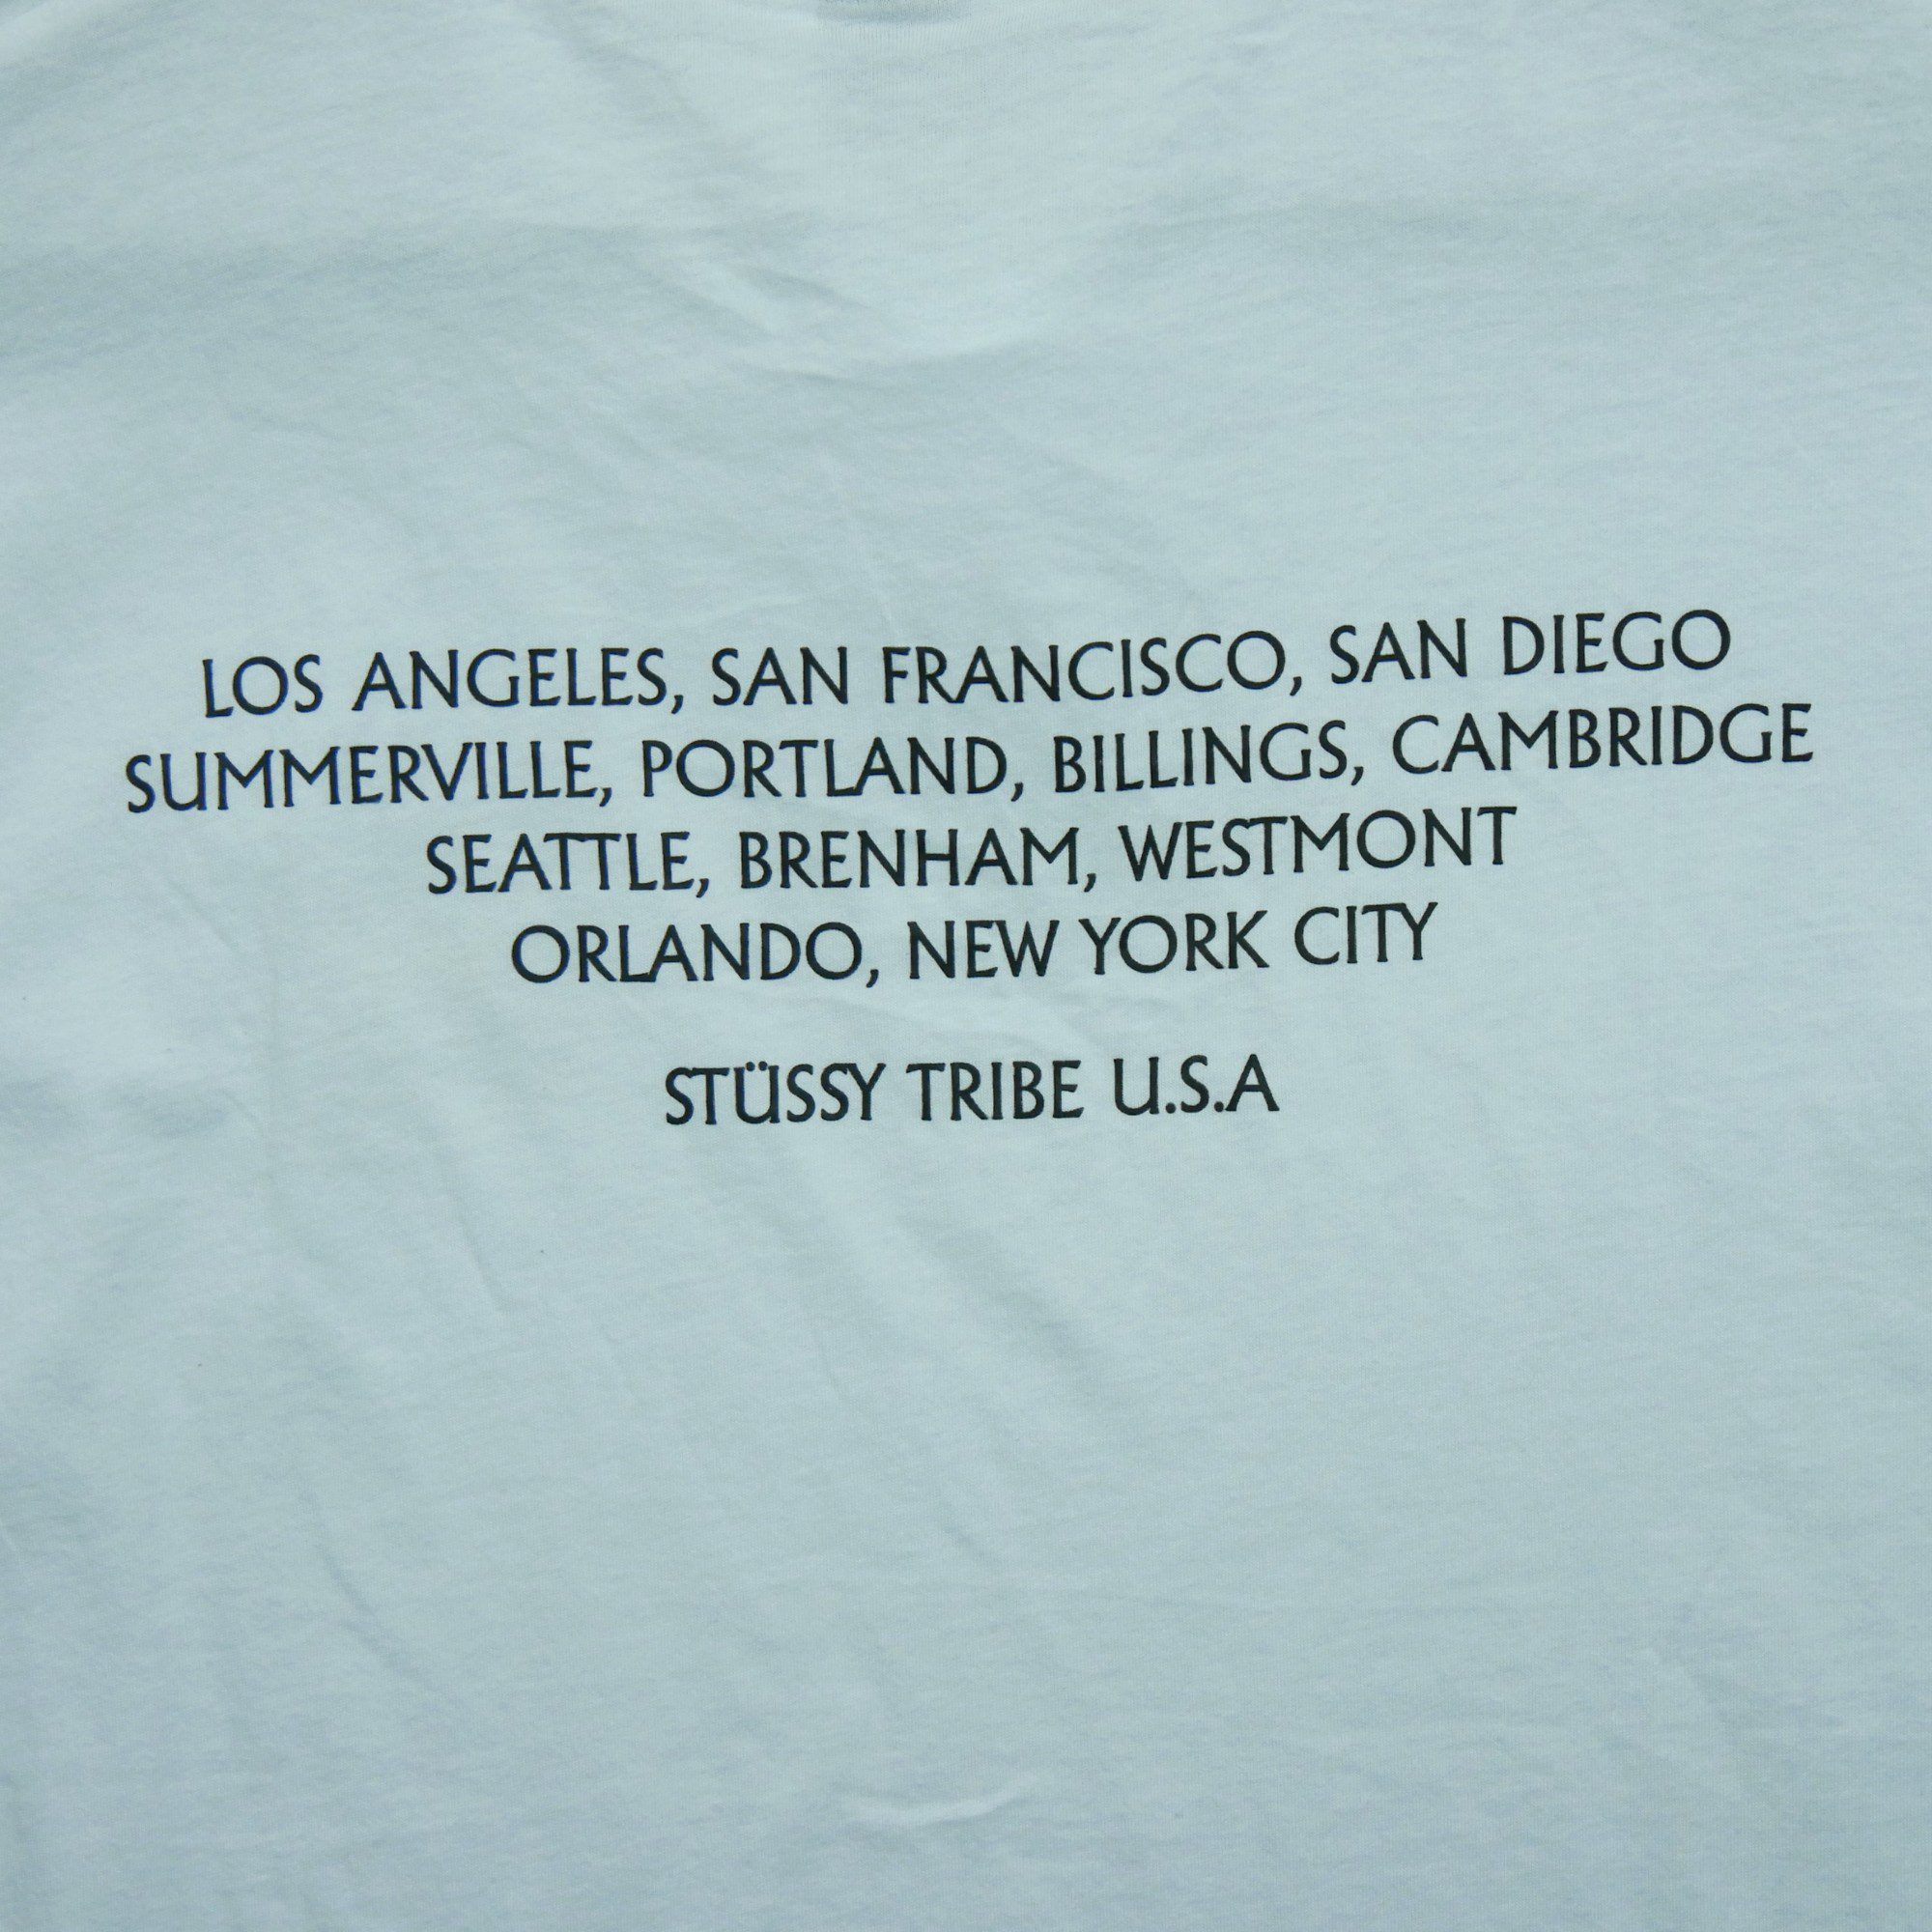 LOS ANGELES, SAN FRANCISCO, SAN DIEGO
SUMMERVILLE, PORTLAND, BILLINGS, CAMBRIDGE
SEATTLE, BRENHAM, WESTMONT
ORLANDO, NEW YORK CITY
STÜSSY TRIBE U.S.A